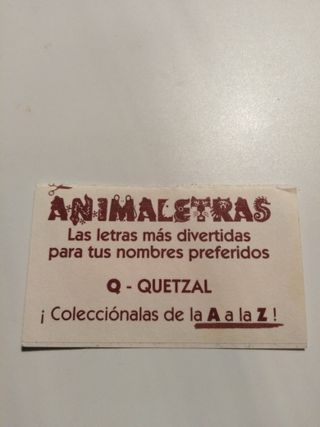 ANIMALETRAS
Las letras más divertidas
para tus nombres preferidos
Q - QUETZAL
¡ Colecciónalas de la A a la Z !